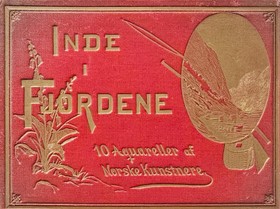 INDE
I
FJORDENE
10 Aquareller af
Norske Kunstnere